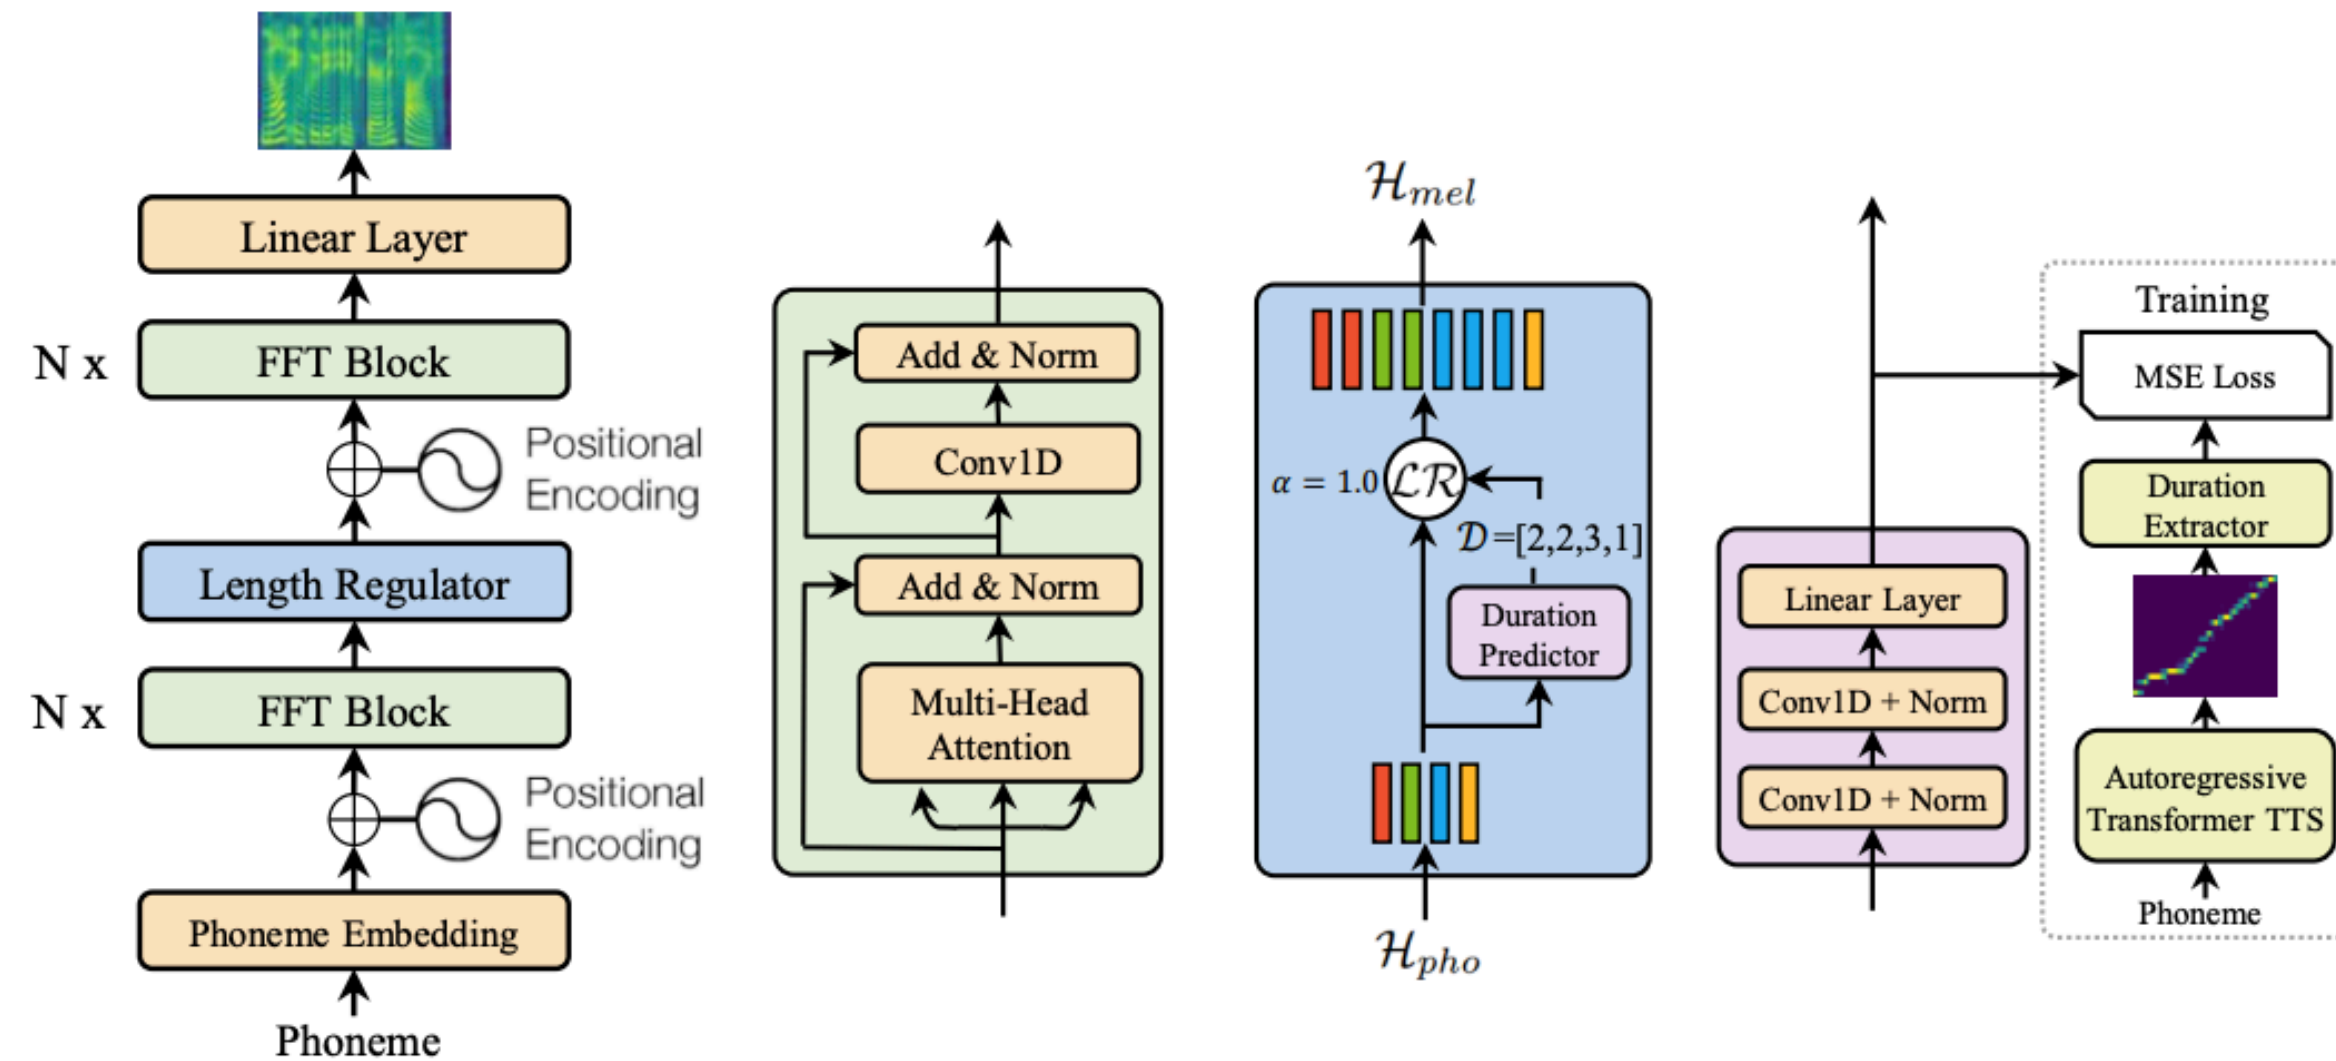 Linear Layer
N x
FFT Block
Positional
Encoding
Length Regulator
N x
FFT Block
Positional
Encoding
Phoneme Embedding
Phoneme
Add & Norm
Conv1D
Add & Norm
Multi-Head
Attention
ℋ_mel
α = 1.0
ℒℛ
𝒟=[2,2,3,1]
Duration
Predictor
ℋ_pho
Linear Layer
Conv1D + Norm
Conv1D + Norm
Training
MSE Loss
Duration
Extractor
Autoregressive
Transformer TTS
Phoneme